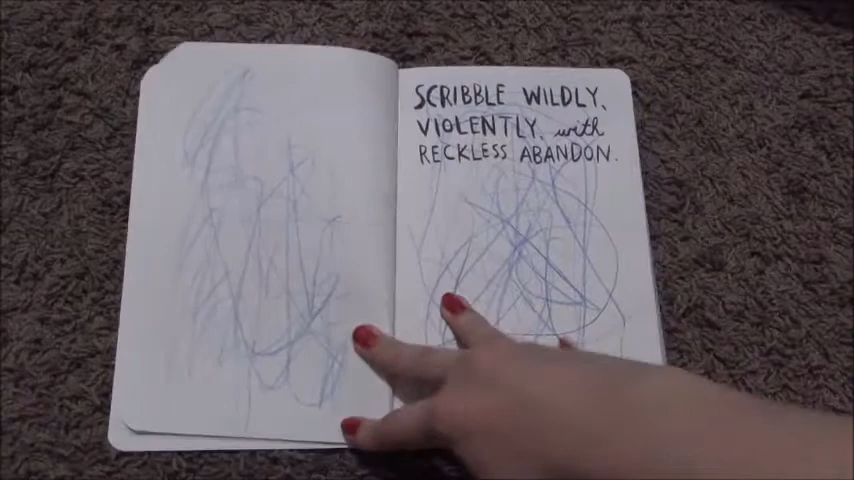 SCRIBBLE WILDLY,
VIOLENTLY, with
RECKLESS ABANDON.